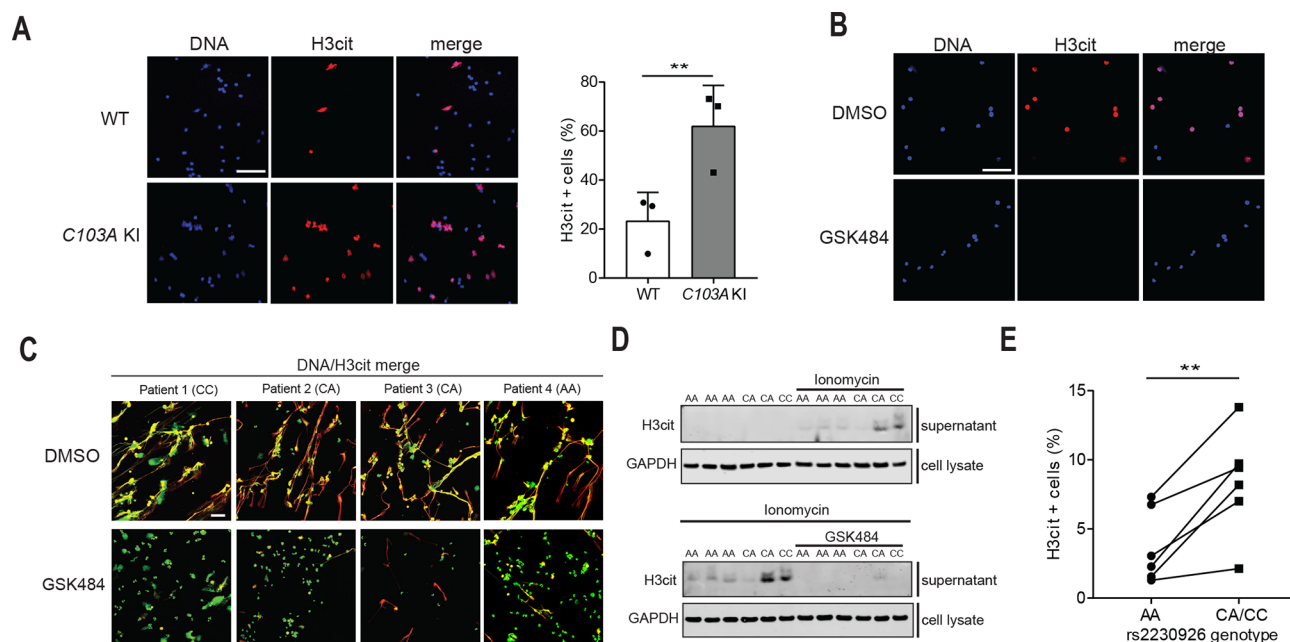 A
DNA H3cit merge
WT
C103A KI
H3cit + cells (%)
80
60
40
20
0
**
WT C103A KI
B
DNA H3cit merge
DMSO
GSK484
C
DNA/H3cit merge
Patient 1 (CC) Patient 2 (CA) Patient 3 (CA) Patient 4 (AA)
DMSO
GSK484
D
Ionomycin
AA AA AA CA CA CC AA AA AA CA CA CC
H3cit supernatant
GAPDH cell lysate
Ionomycin
GSK484
AA AA AA CA CA CC AA AA AA CA CA CC
H3cit supernatant
GAPDH cell lysate
E
H3cit + cells (%)
15
10
5
0
**
AA CA/CC
rs2230926 genotype